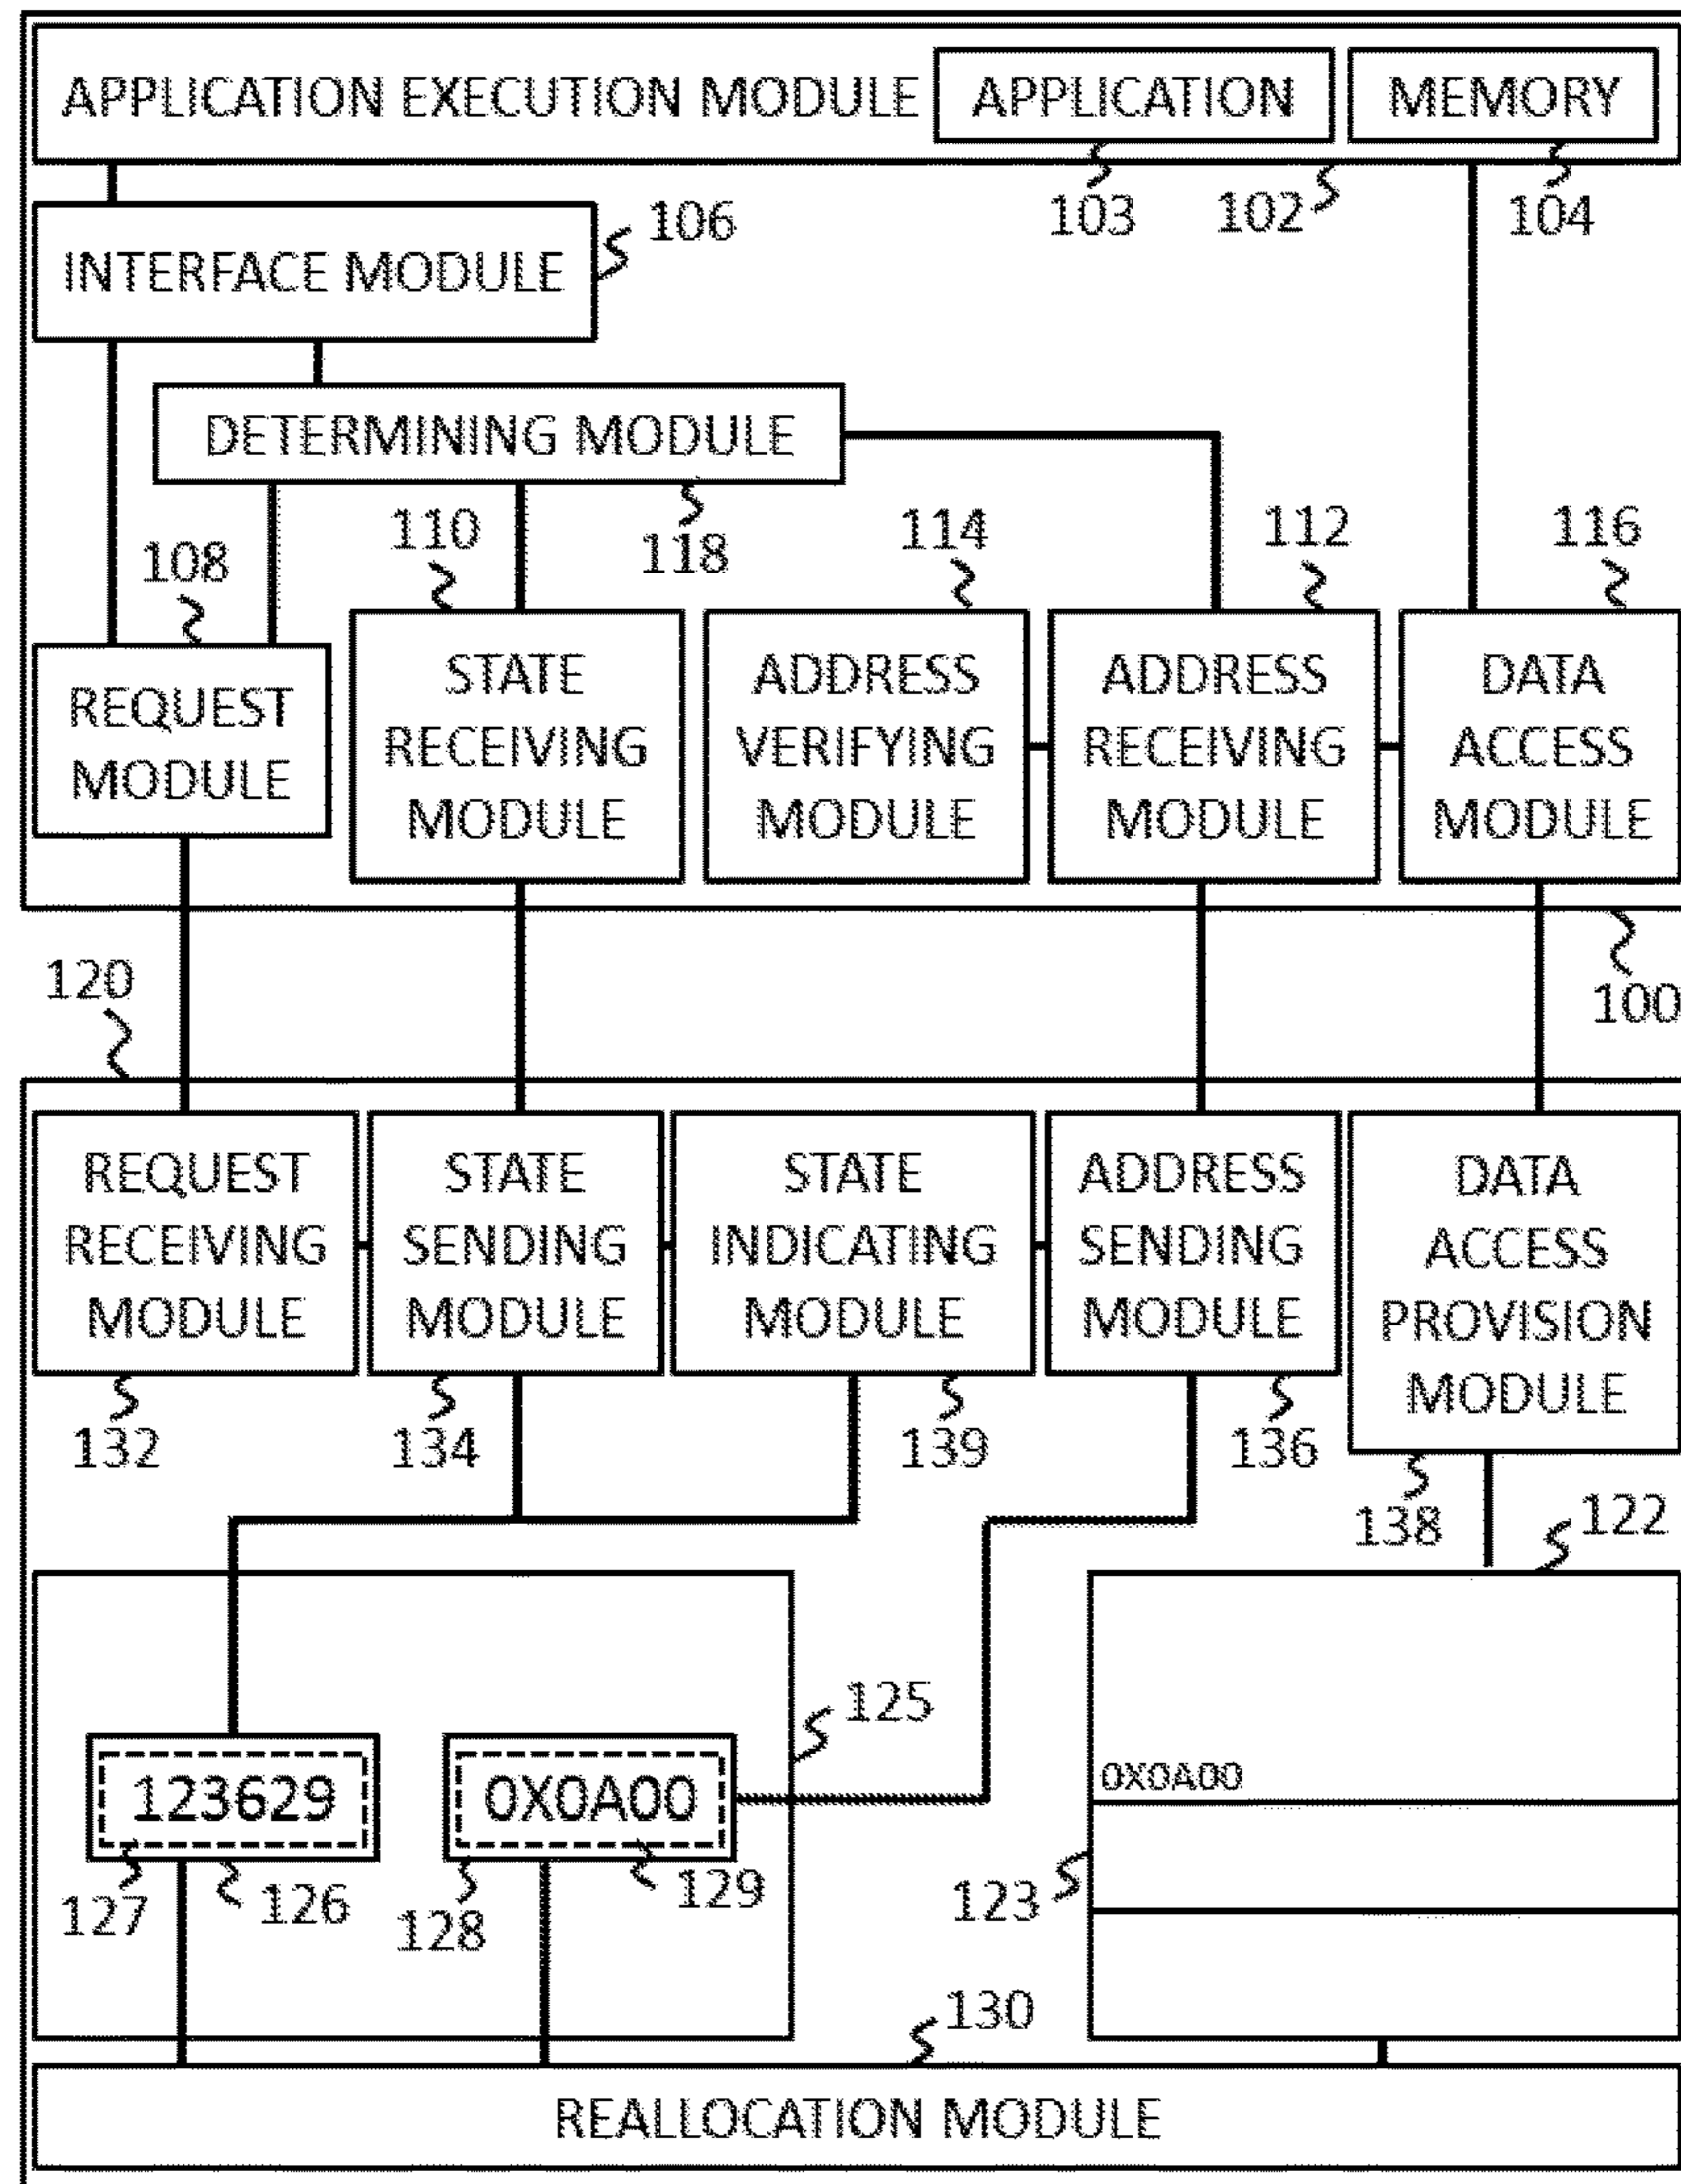 APPLICATION EXECUTION MODULE
APPLICATION
MEMORY
103
102
104
106
INTERFACE MODULE
DETERMINING MODULE
110
118
114
112
116
108
REQUEST
MODULE
STATE
RECEIVING
MODULE
ADDRESS
VERIFYING
MODULE
ADDRESS
RECEIVING
MODULE
DATA
ACCESS
MODULE
120
100
REQUEST
RECEIVING
MODULE
STATE
SENDING
MODULE
STATE
INDICATING
MODULE
ADDRESS
SENDING
MODULE
DATA
ACCESS
PROVISION
MODULE
132
134
139
136
138
122
125
123629
0X0A00
0X0A00
127
126
128
129
123
130
REALLOCATION MODULE